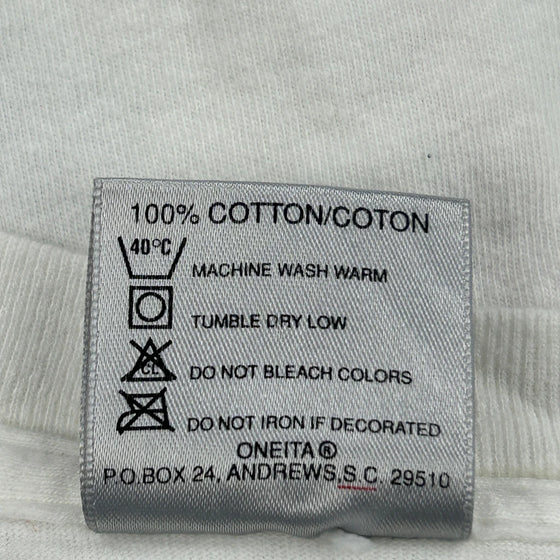 100% COTTON/COTON
40°C MACHINE WASH WARM
TUMBLE DRY LOW
CL DO NOT BLEACH COLORS
DO NOT IRON IF DECORATED
ONEITA®
P.O.BOX 24, ANDREWS,S.C. 29510